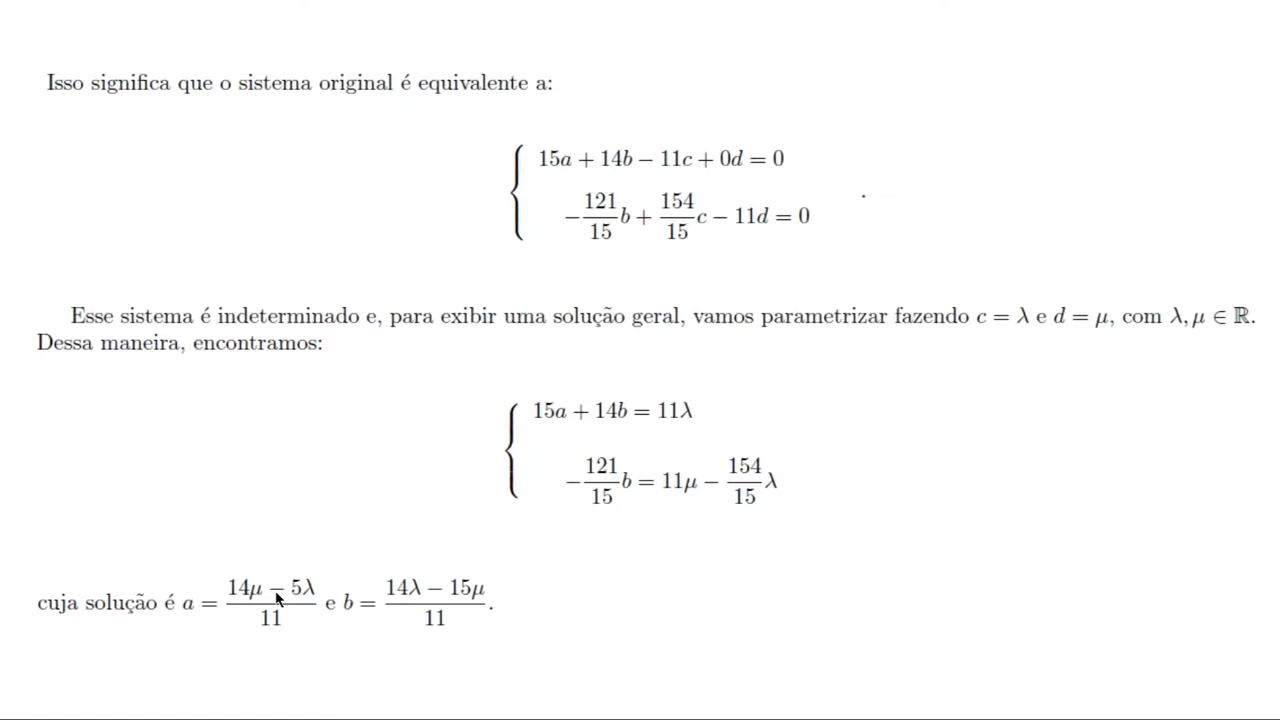 Isso significa que o sistema original é equivalente a:
15a + 14b − 11c + 0d = 0
−121/15 b + 154/15 c − 11d = 0
.
Esse sistema é indeterminado e, para exibir uma solução geral, vamos parametrizar fazendo c = λ e d = μ, com λ, μ ∈ ℝ.
Dessa maneira, encontramos:
15a + 14b = 11λ
−121/15 b = 11μ − 154/15 λ
cuja solução é a = (14μ − 5λ)/11 e b = (14λ − 15μ)/11.